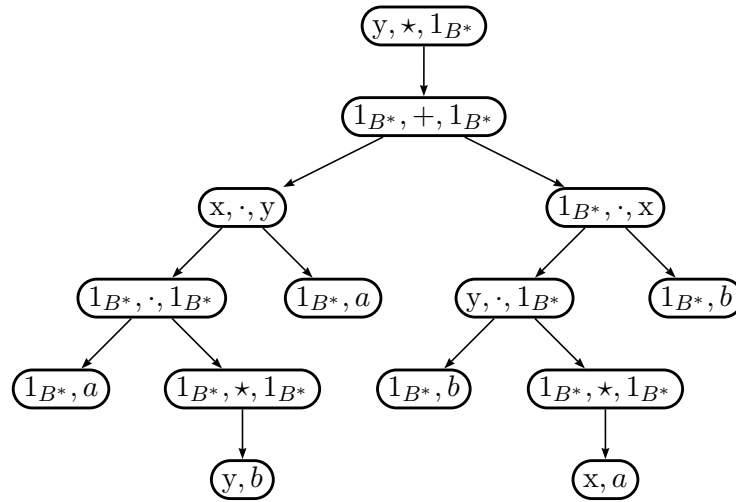 y, ⋆, 1_{B*}
1_{B*}, +, 1_{B*}
x, ·, y
1_{B*}, ·, x
1_{B*}, ·, 1_{B*}
1_{B*}, a
y, ·, 1_{B*}
1_{B*}, b
1_{B*}, a
1_{B*}, ⋆, 1_{B*}
1_{B*}, b
1_{B*}, ⋆, 1_{B*}
y, b
x, a